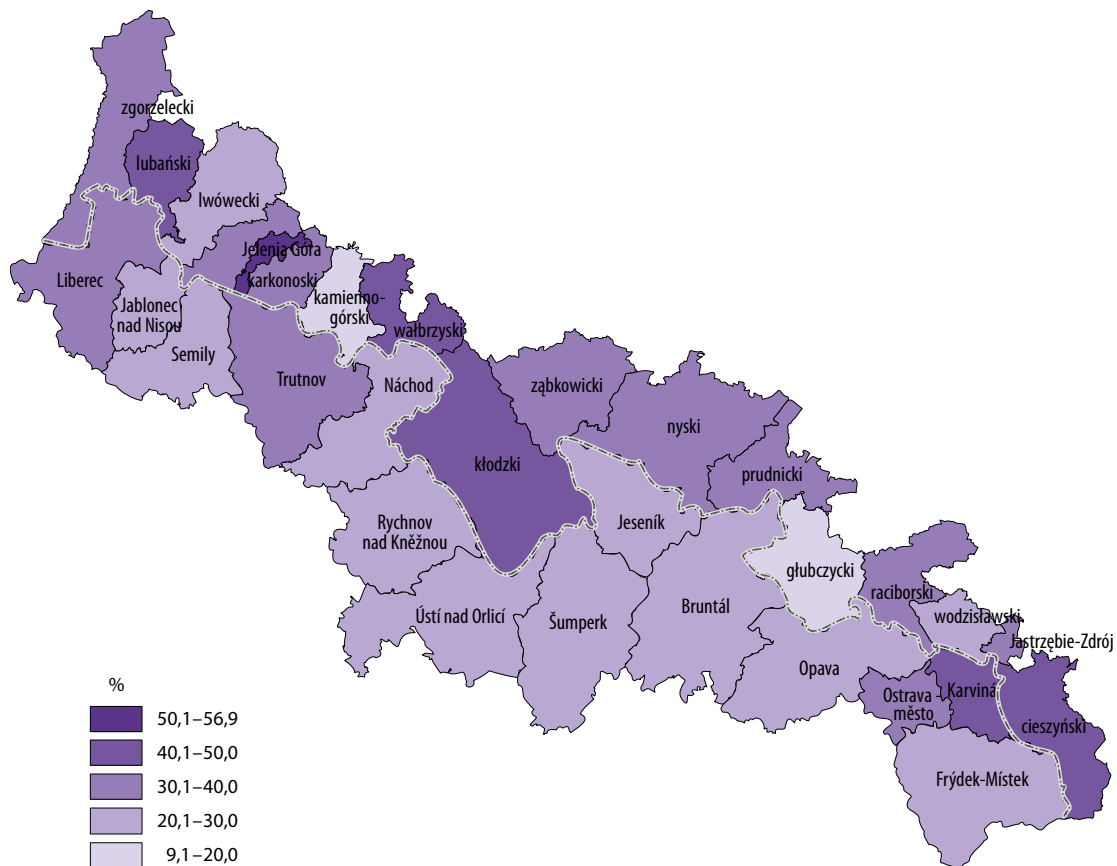 zgorzelecki
lubański
lwówecki
Jelenia Góra
karkonoski
kamienno-
górski
wałbrzyski
Liberec
Jablonec
nad Nisou
Semily
Trutnov
Náchod
ząbkowicki
nyski
kłodzki
prudnicki
Rychnov
nad Kněžnou
Jeseník
głubczycki
raciborski
wodzisławski
Jastrzębie-Zdrój
Ústí nad Orlicí
Šumperk
Bruntál
Opava
Ostrava -
město
Karviná
cieszyński
Frýdek-Místek
%
50,1–56,9
40,1–50,0
30,1–40,0
20,1–30,0
9,1–20,0